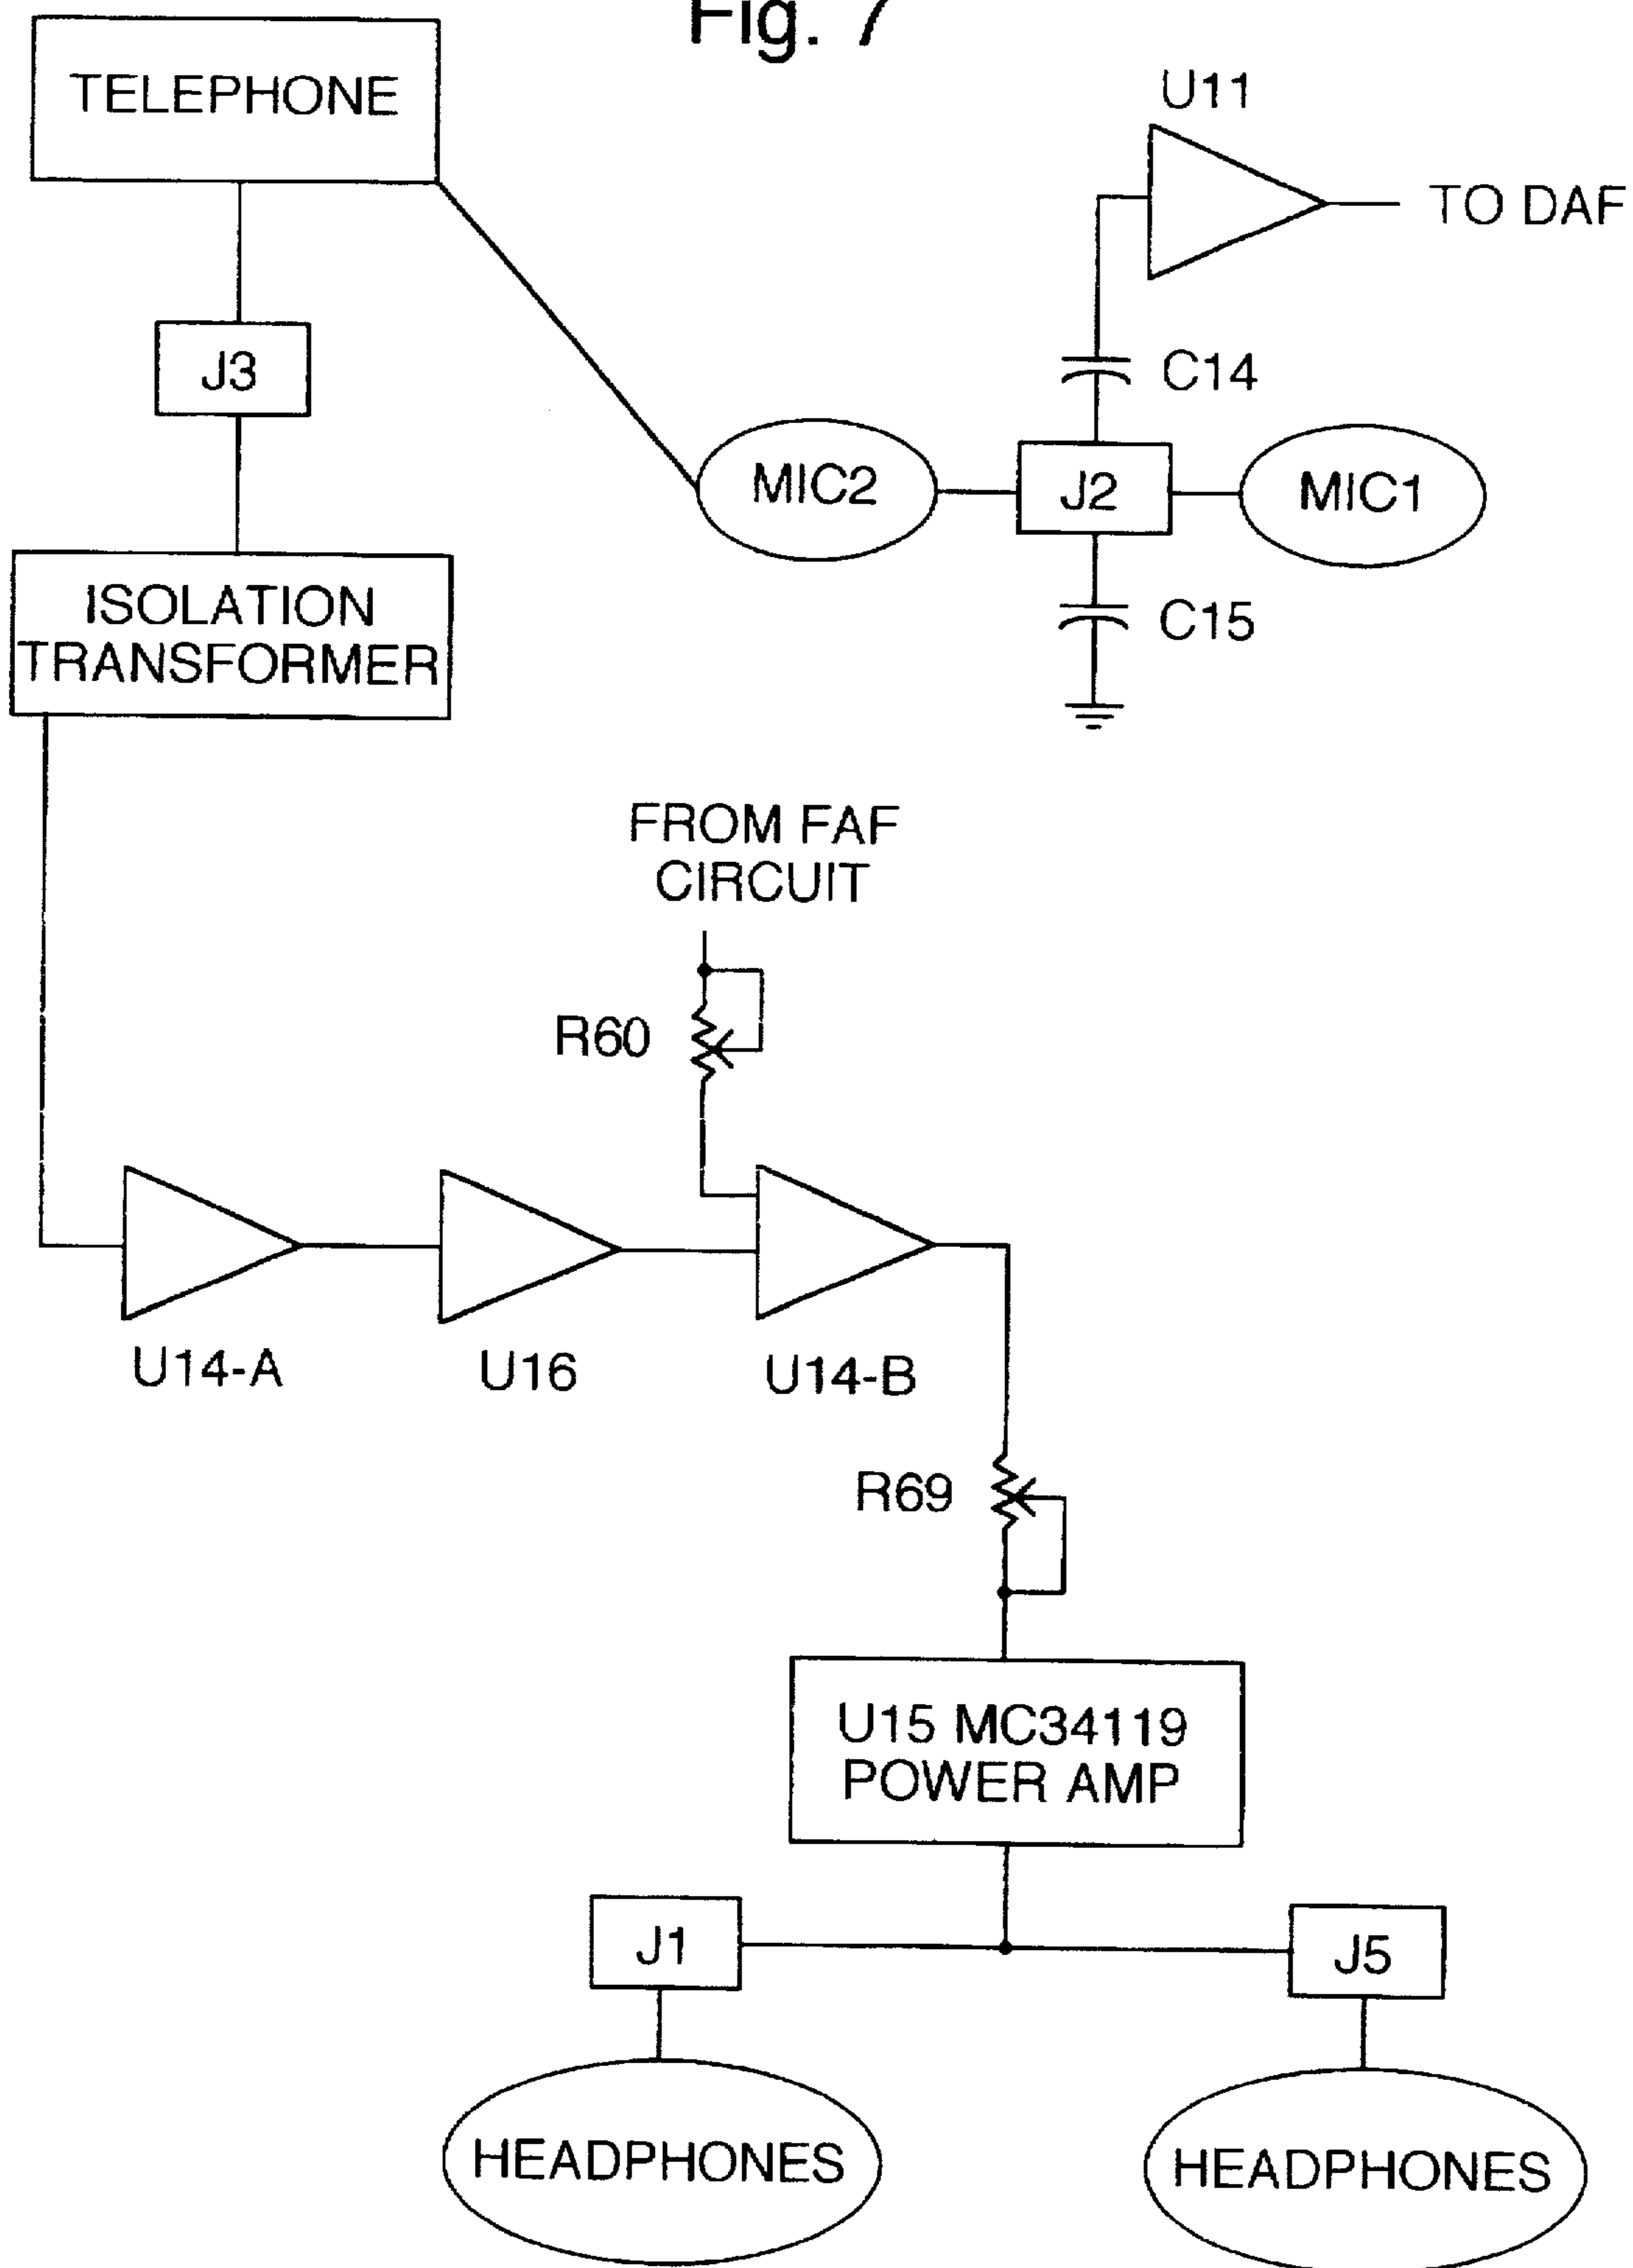 Fig. 7
TELEPHONE
U11
TO DAF
J3
C14
MIC2
J2
MIC1
ISOLATION
TRANSFORMER
C15
FROM FAF
CIRCUIT
R60
U14-A
U16
U14-B
R69
U15 MC34119
POWER AMP
J1
J5
HEADPHONES
HEADPHONES